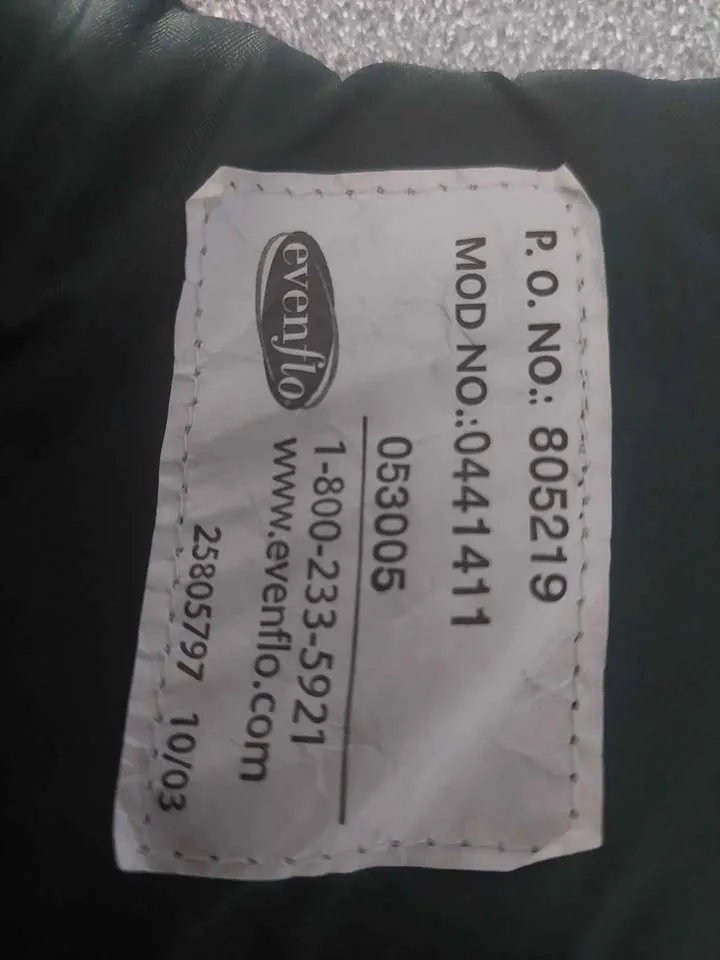 P. O. NO.: 805219
MOD NO.:0441411
053005
evenflo
1-800-233-5921
www.evenflo.com
25805797 10/03